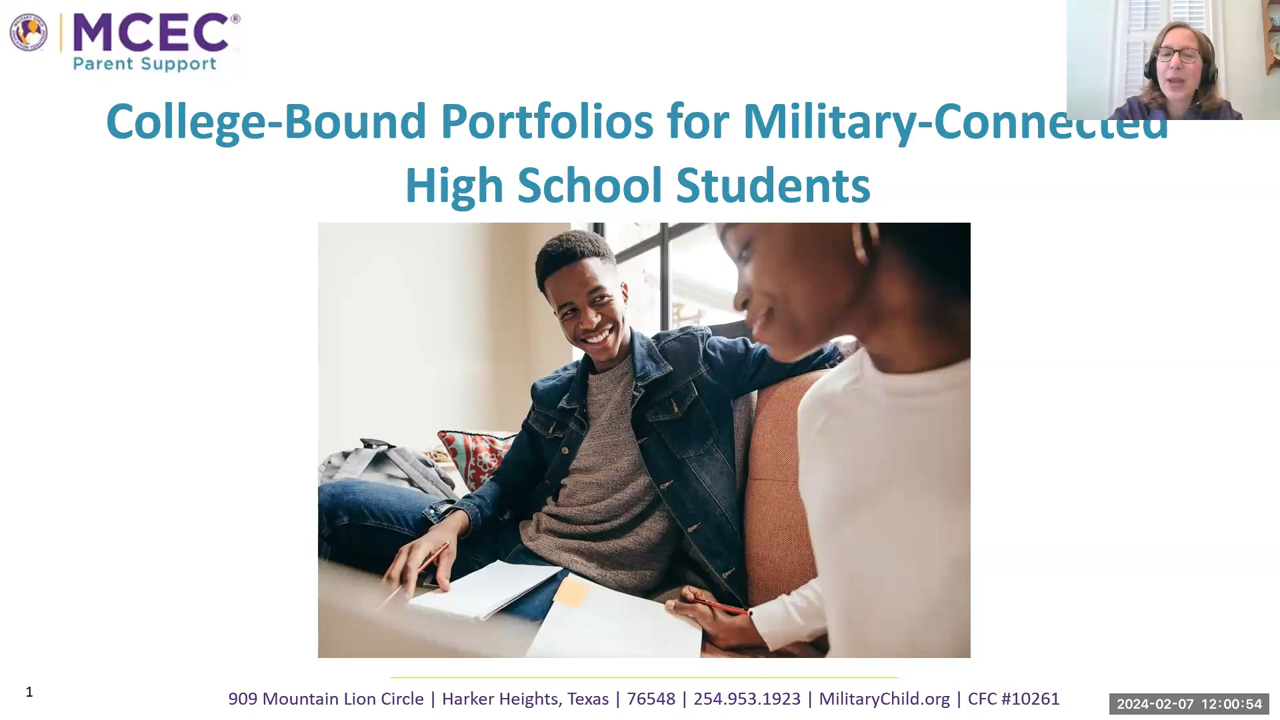 MCEC®
Parent Support
College-Bound Portfolios for Military-Connected
High School Students
1
909 Mountain Lion Circle | Harker Heights, Texas | 76548 | 254.953.1923 | MilitaryChild.org | CFC #10261
2024-02-07 12:00:54